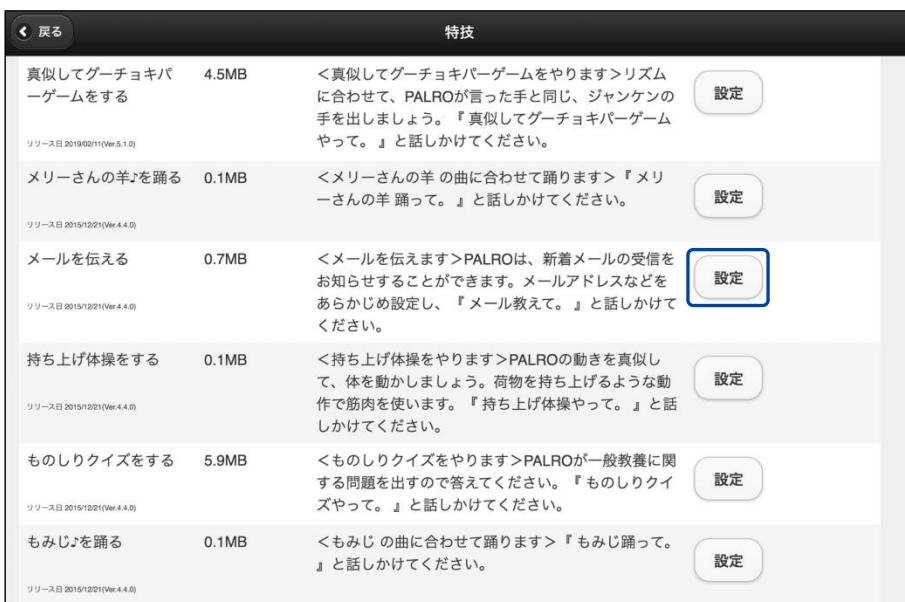 戻る
特技
真似してグーチョキパ
ーゲームをする
4.5MB
＜真似してグーチョキパーゲームをやります＞リズム
に合わせて、PALROが言った手と同じ、ジャンケンの
手を出しましょう。『 真似してグーチョキパーゲーム
やって。 』と話しかけてください。
設定
リリース日 2019/02/11(Ver.5.1.0)
メリーさんの羊♪を踊る
0.1MB
＜メリーさんの羊 の曲に合わせて踊ります＞『 メリ
ーさんの羊 踊って。 』と話しかけてください。
設定
リリース日 2015/12/21(Ver.4.4.0)
メールを伝える
0.7MB
＜メールを伝えます＞PALROは、新着メールの受信を
お知らせすることができます。メールアドレスなどを
あらかじめ設定し、『 メール教えて。 』と話しかけて
ください。
設定
リリース日 2015/12/21(Ver.4.4.0)
持ち上げ体操をする
0.1MB
＜持ち上げ体操をやります＞PALROの動きを真似し
て、体を動かしましょう。荷物を持ち上げるような動
作で筋肉を使います。『 持ち上げ体操やって。 』と話
しかけてください。
設定
リリース日 2015/12/21(Ver.4.4.0)
ものしりクイズをする
5.9MB
＜ものしりクイズをやります＞PALROが一般教養に関
する問題を出すので答えてください。『 ものしりクイ
ズやって。 』と話しかけてください。
設定
リリース日 2015/12/21(Ver.4.4.0)
もみじ♪を踊る
0.1MB
＜もみじ の曲に合わせて踊ります＞『 もみじ踊って。
』と話しかけてください。
設定
リリース日 2015/12/21(Ver.4.4.0)